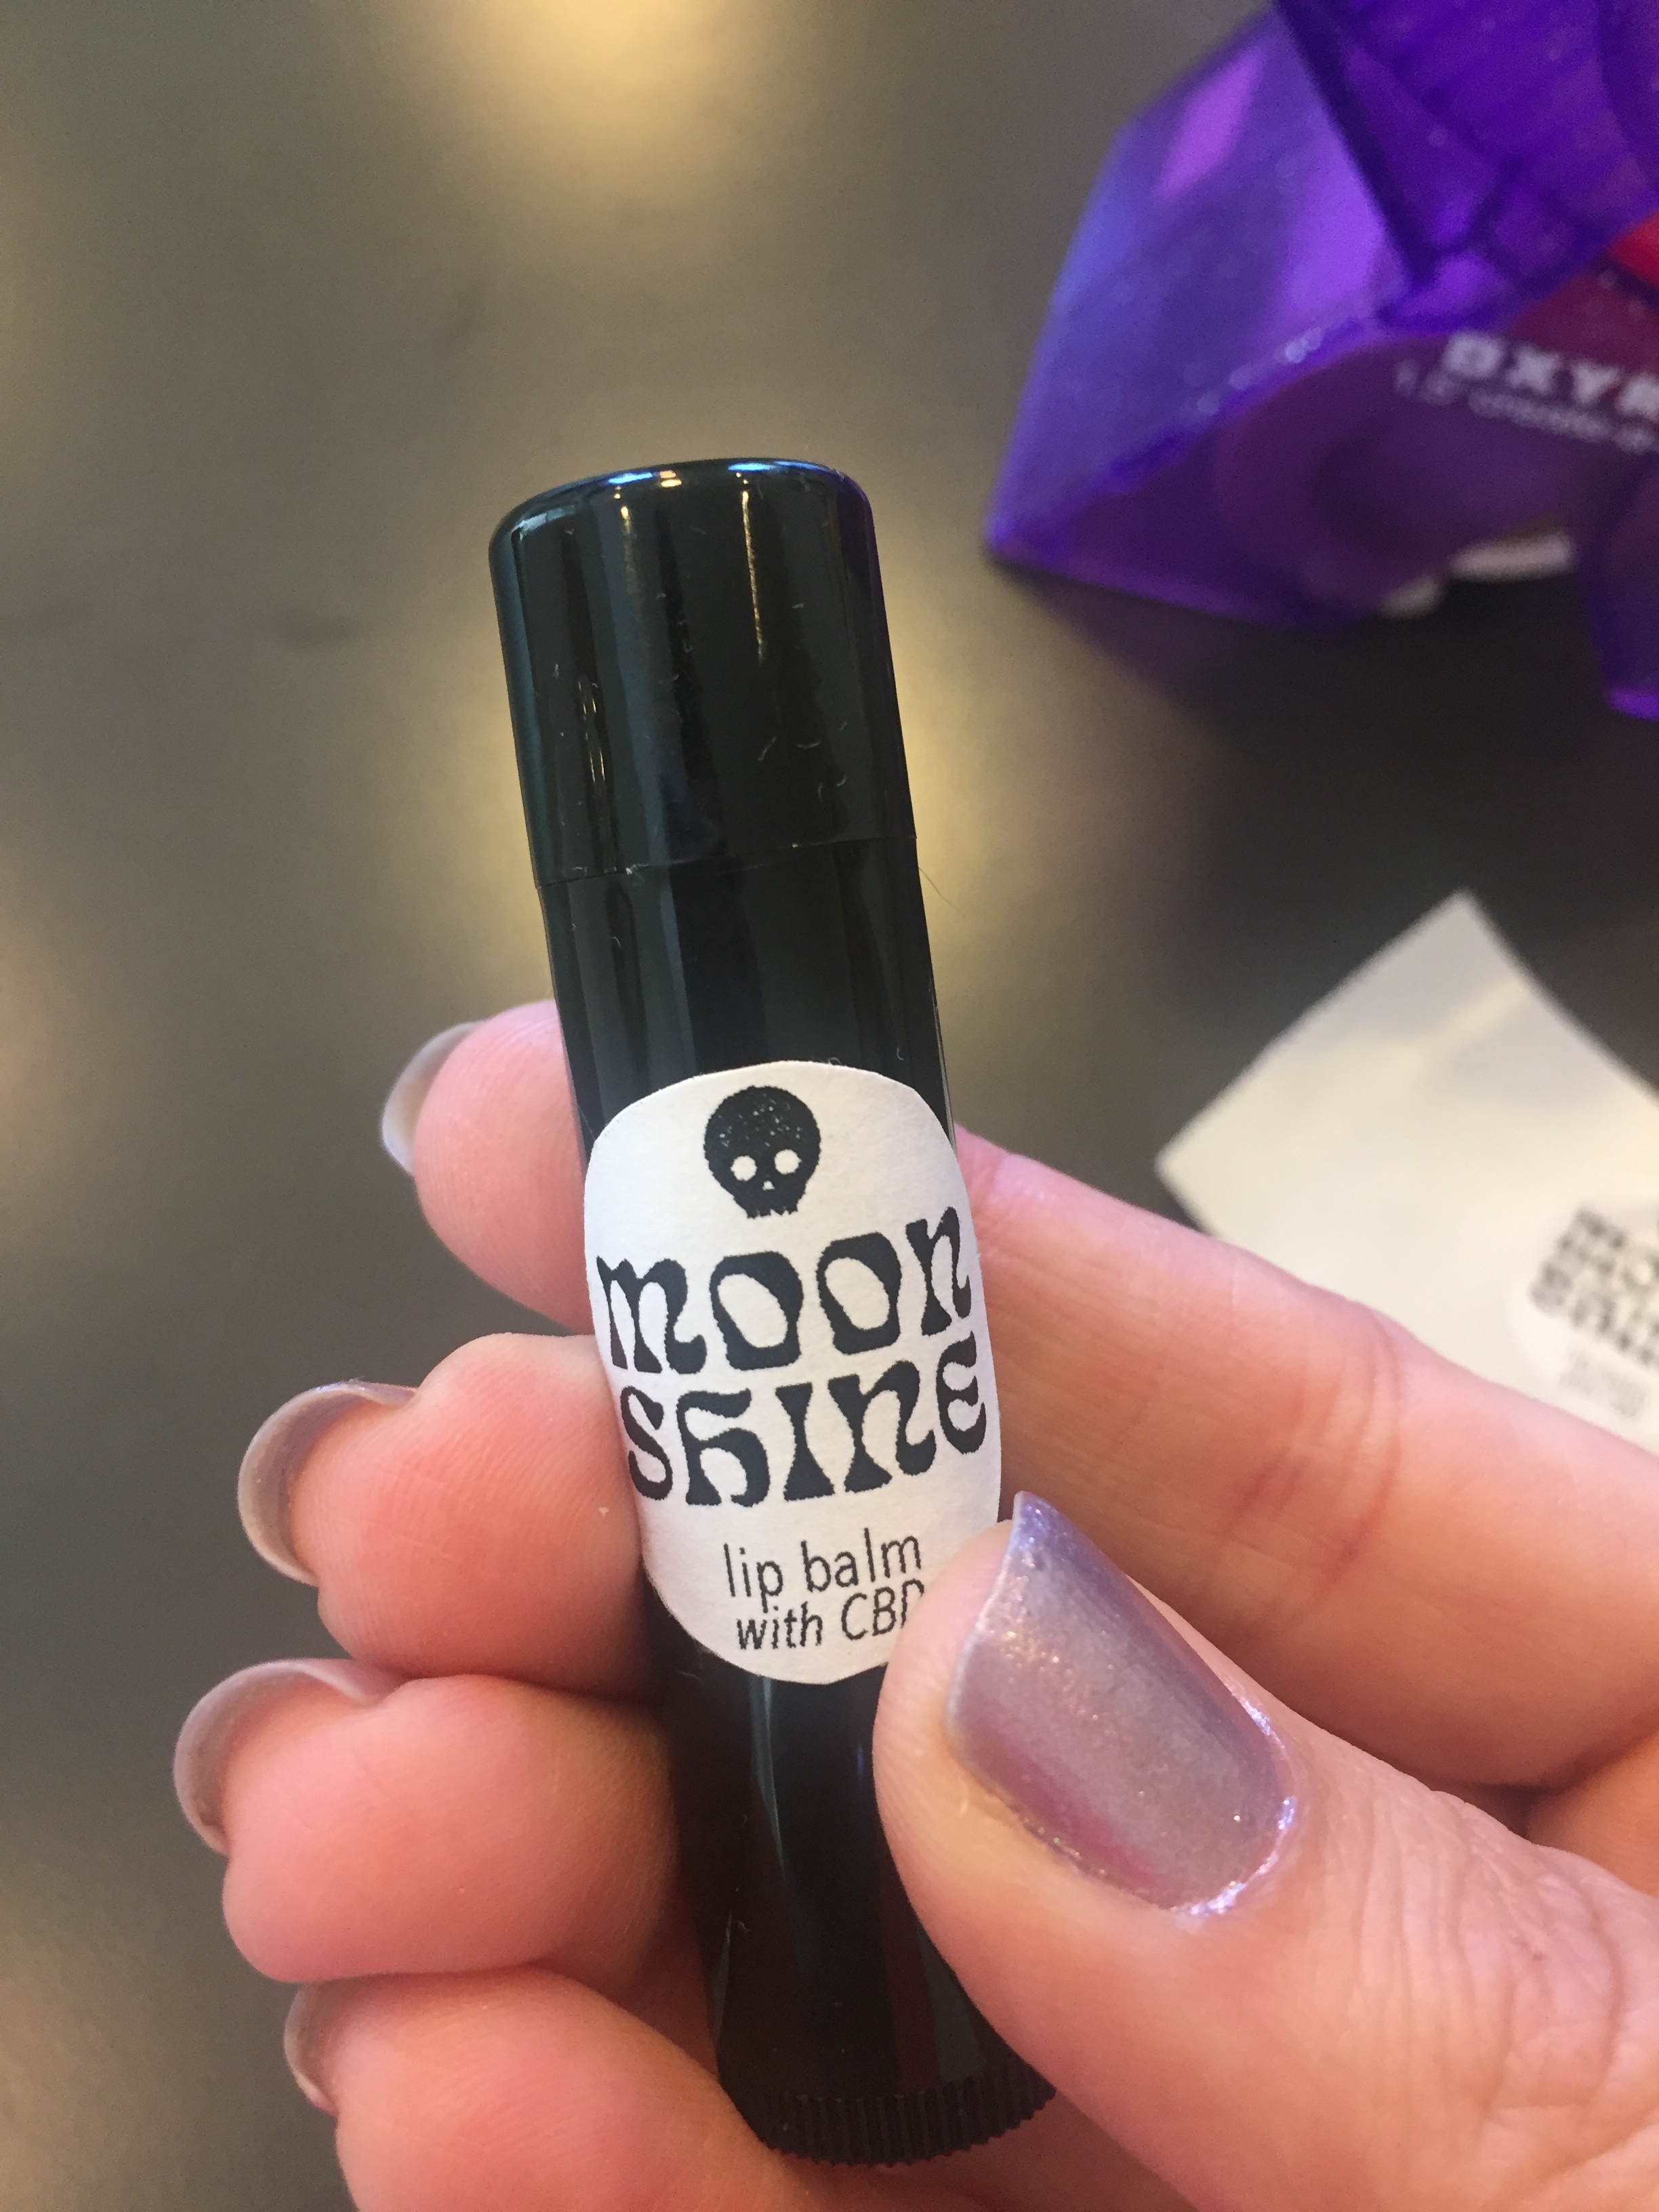 mOON
ShINE
lip balm
with CBD